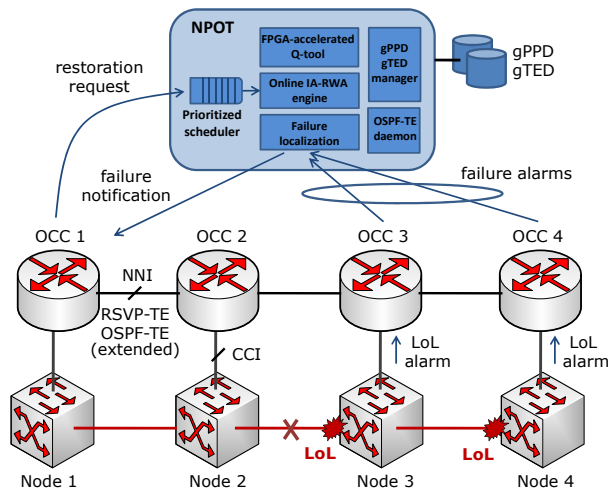 NPOT
FPGA-accelerated
Q-tool
gPPD
gTED
manager
gPPD
gTED
restoration
request
Online IA-RWA
engine
Prioritized
scheduler
Failure
localization
OSPF-TE
daemon
failure
notification
failure alarms
OCC 1
OCC 2
OCC 3
OCC 4
NNI
RSVP-TE
OSPF-TE
(extended)
CCI
LoL
alarm
LoL
alarm
LoL
LoL
Node 1
Node 2
Node 3
Node 4